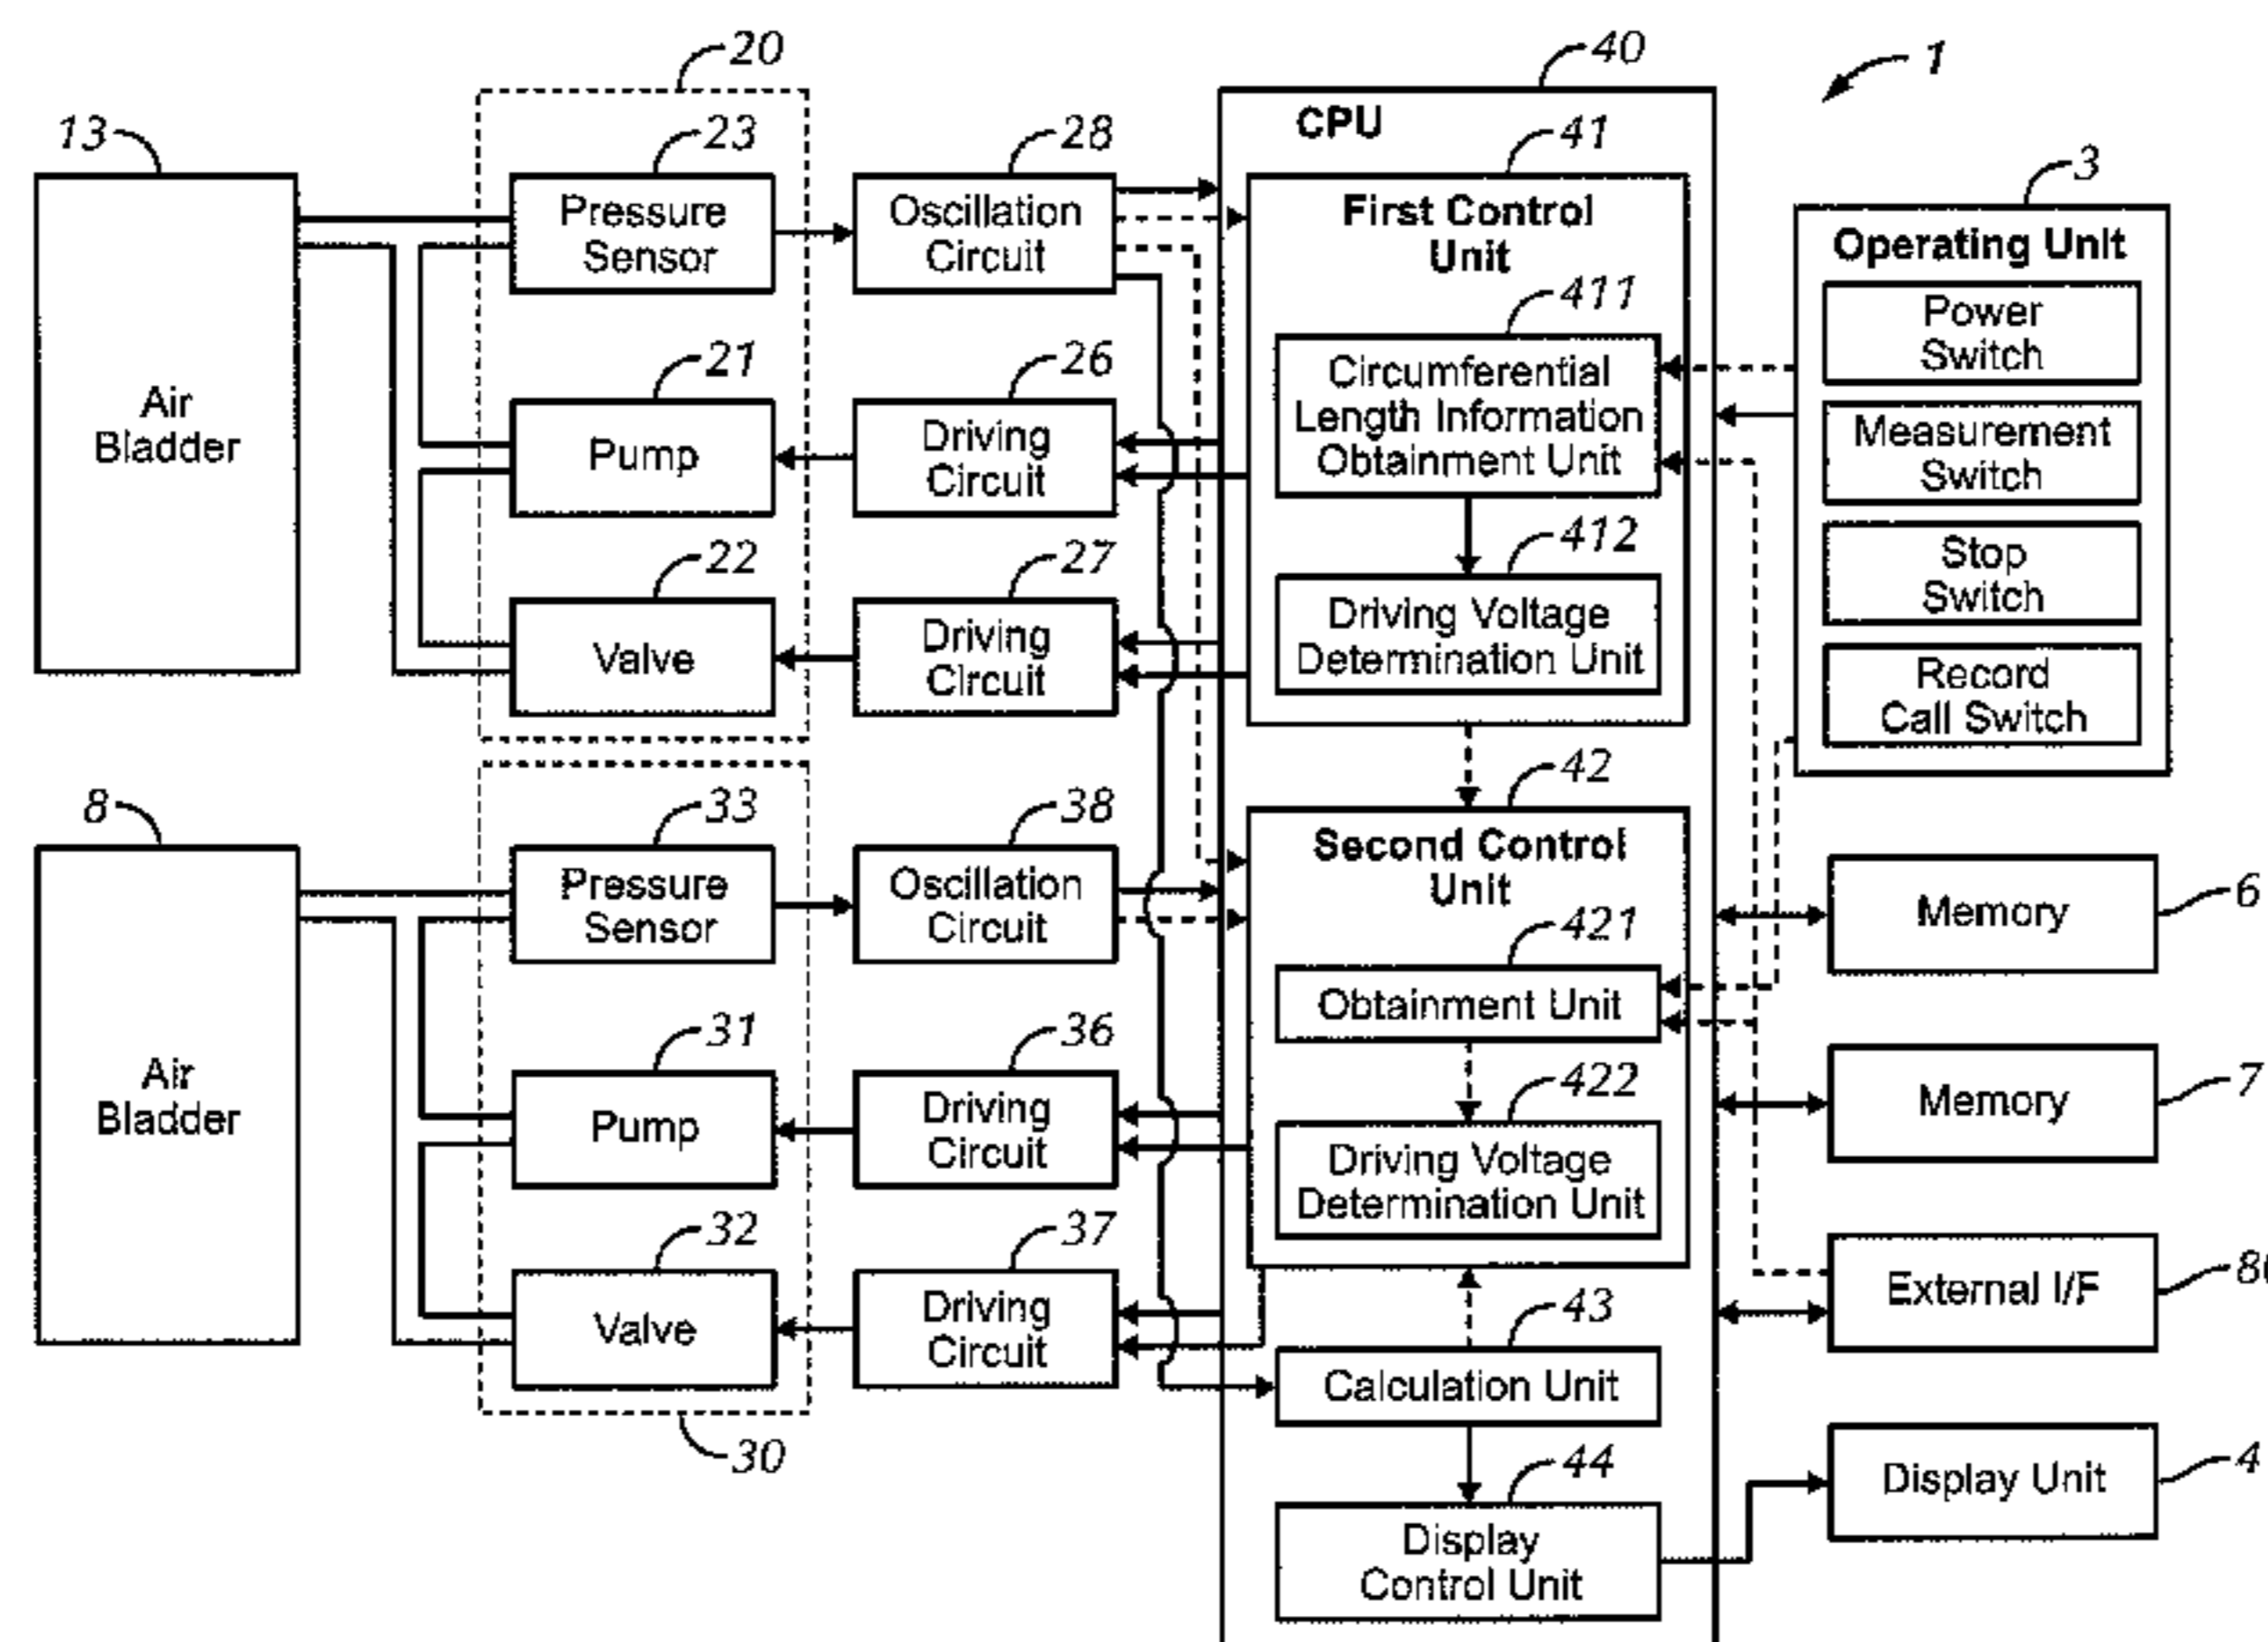 20
40
1
13
23
28
CPU
41
3
Pressure
Sensor
Oscillation
Circuit
First Control
Unit
Operating Unit
Power
Switch
Measurement
Switch
Stop
Switch
Record
Call Switch
411
Circumferential
Length Information
Obtainment Unit
Air
Bladder
21
26
Pump
Driving
Circuit
412
Driving Voltage
Determination Unit
22
27
Valve
Driving
Circuit
42
8
33
38
Pressure
Sensor
Oscillation
Circuit
Second Control
Unit
421
Obtainment Unit
Memory
6
Air
Bladder
31
36
Pump
Driving
Circuit
422
Driving Voltage
Determination Unit
Memory
7
32
37
Valve
Driving
Circuit
43
Calculation Unit
External I/F
30
44
Display
Control Unit
Display Unit
4